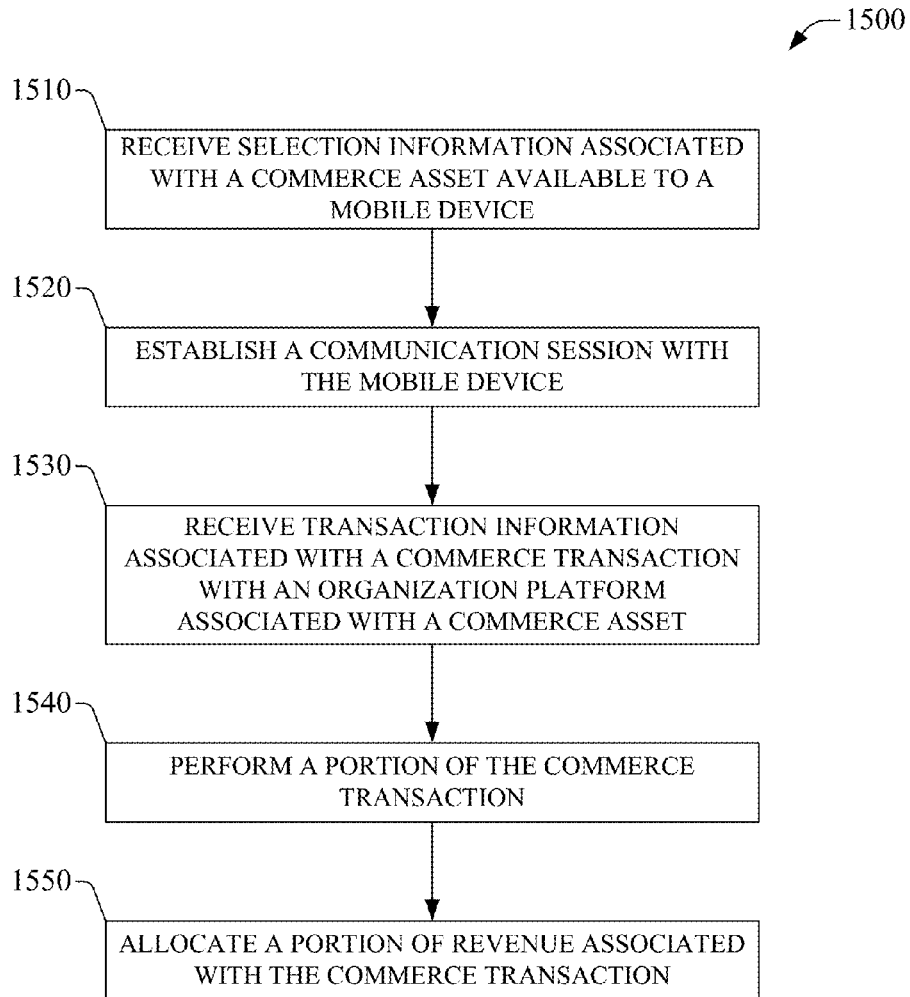 1500
1510
RECEIVE SELECTION INFORMATION ASSOCIATED
WITH A COMMERCE ASSET AVAILABLE TO A
MOBILE DEVICE
1520
ESTABLISH A COMMUNICATION SESSION WITH
THE MOBILE DEVICE
1530
RECEIVE TRANSACTION INFORMATION
ASSOCIATED WITH A COMMERCE TRANSACTION
WITH AN ORGANIZATION PLATFORM
ASSOCIATED WITH A COMMERCE ASSET
1540
PERFORM A PORTION OF THE COMMERCE
TRANSACTION
1550
ALLOCATE A PORTION OF REVENUE ASSOCIATED
WITH THE COMMERCE TRANSACTION